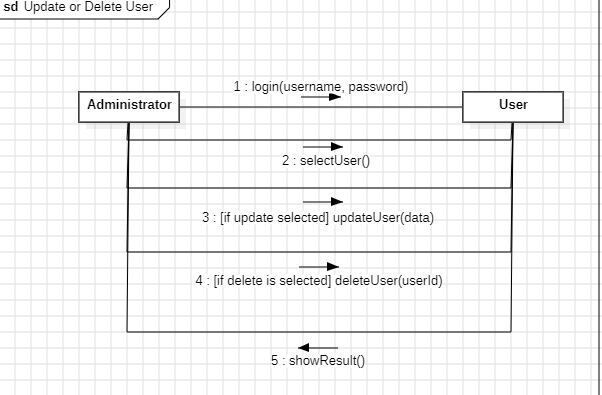 sd Update or Delete User
1 : login(username, password)
Administrator
User
2 : selectUser()
3 : [if update selected] updateUser(data)
4 : [if delete is selected] deleteUser(userId)
5 : showResult()